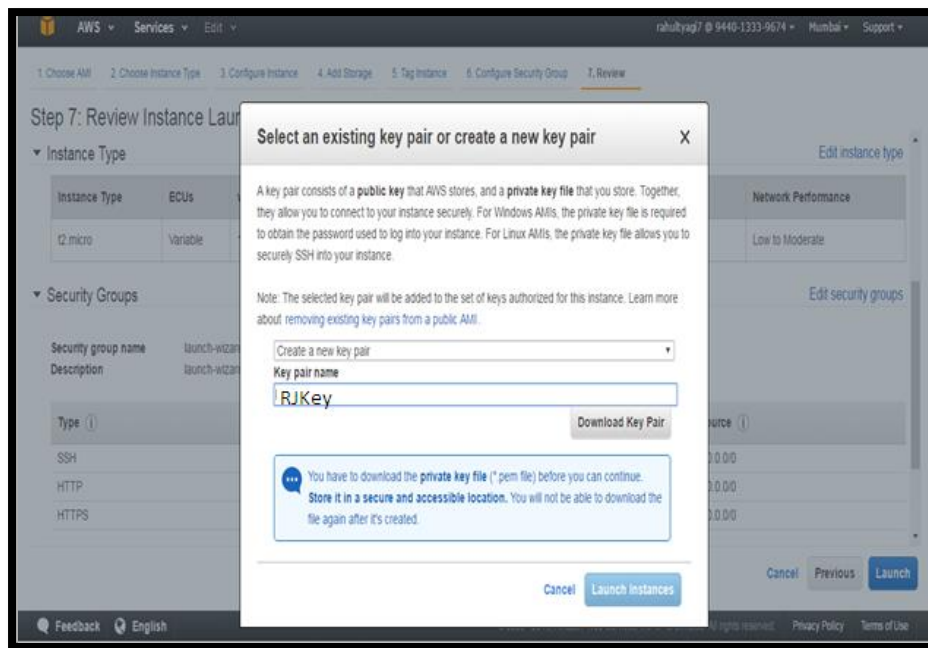 AWS Services Edit rahultyagi7 @ 9440-1333-9674 Mumbai Support
1. Choose AMI 2. Choose Instance Type 3. Configure Instance 4. Add Storage 5. Tag Instance 6. Configure Security Group 7. Review
Step 7: Review Instance Laun
Instance Type Edit instance type
Instance Type ECUs Network Performance
t2.micro Variable Low to Moderate
Security Groups Edit security groups
Security group name launch-wizar
Description launch-wizar
Type
SSH
HTTP
HTTPS
Select an existing key pair or create a new key pair X
A key pair consists of a public key that AWS stores, and a private key file that you store. Together,
they allow you to connect to your instance securely. For Windows AMIs, the private key file is required
to obtain the password used to log into your instance. For Linux AMIs, the private key file allows you to
securely SSH into your instance.
Note: The selected key pair will be added to the set of keys authorized for this instance. Learn more
about removing existing key pairs from a public AMI.
Create a new key pair
Key pair name
RJKey
Download Key Pair
You have to download the private key file (*.pem file) before you can continue.
Store it in a secure and accessible location. You will not be able to download the
file again after it's created.
Cancel Launch Instances
Cancel Previous Launch
Feedback English Privacy Policy Terms of Use